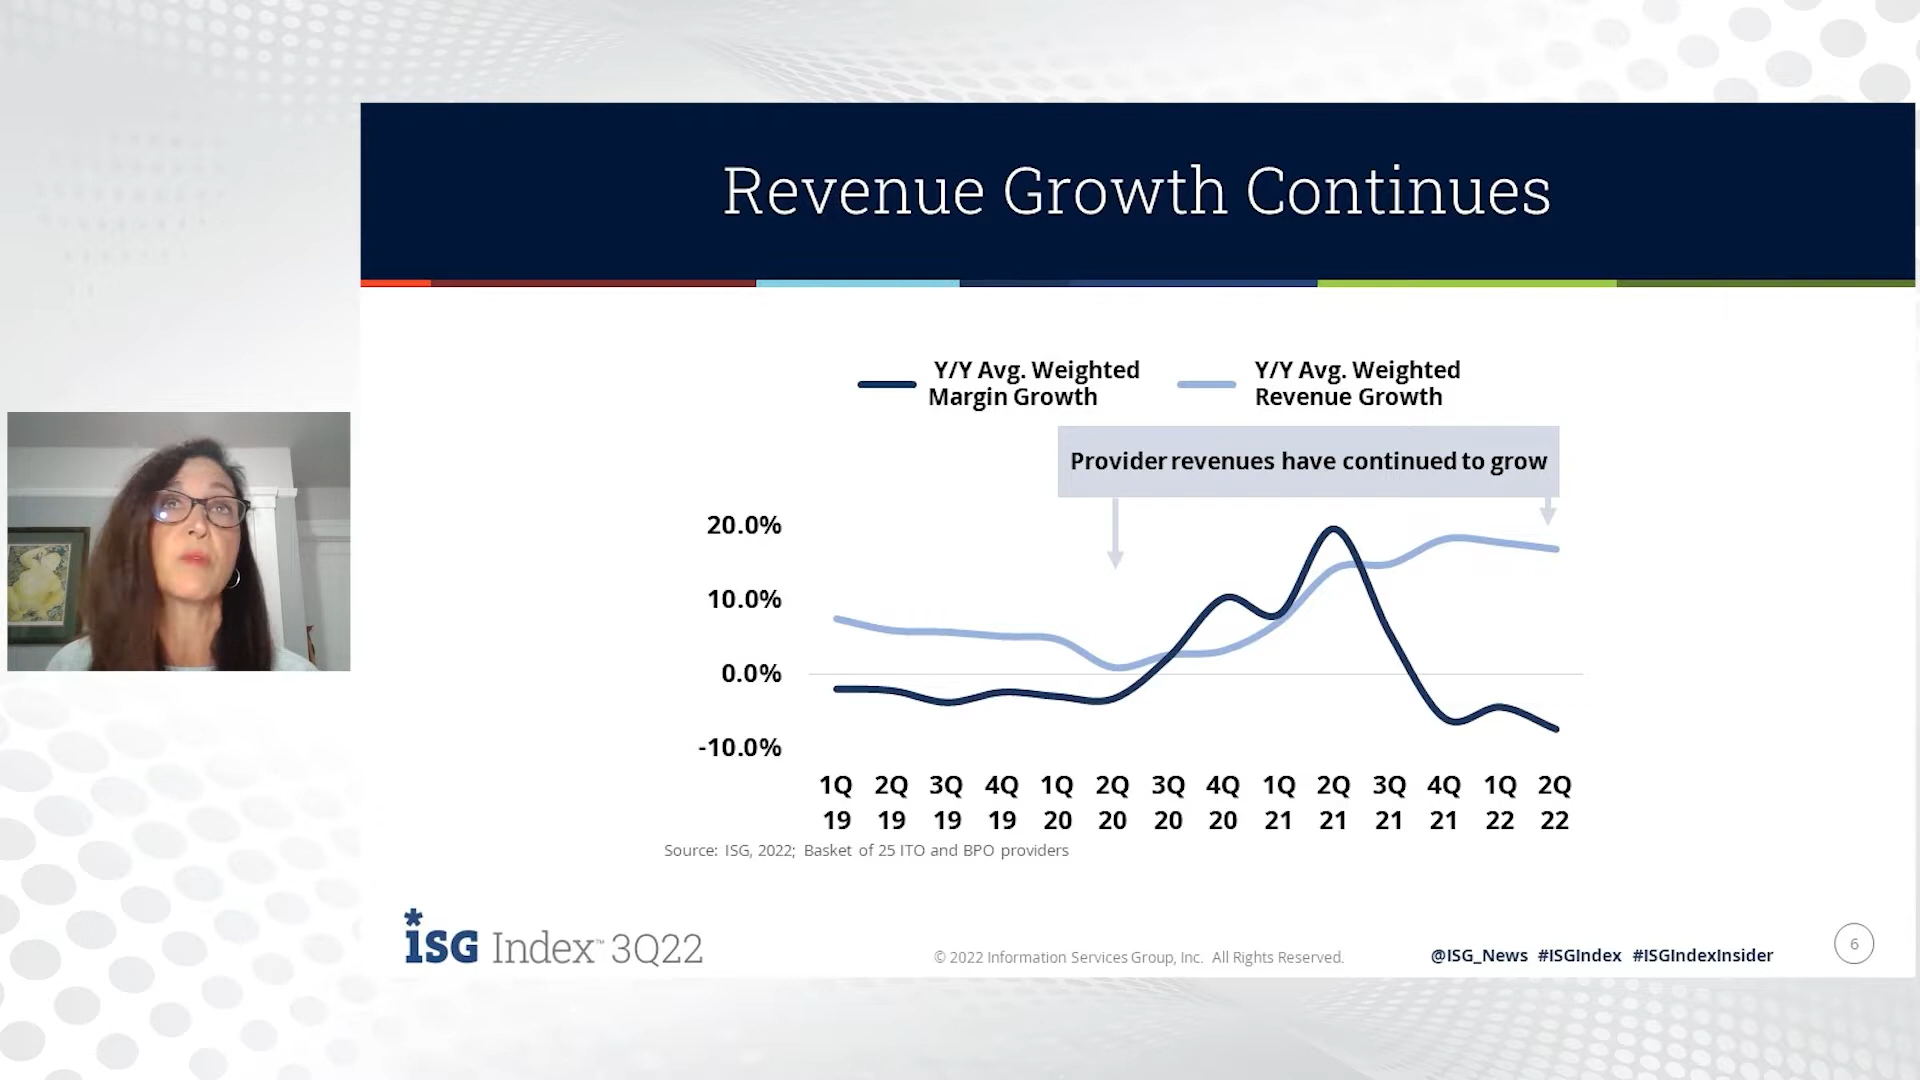 Revenue Growth Continues
Y/Y Avg. Weighted
Margin Growth
Y/Y Avg. Weighted
Revenue Growth
Provider revenues have continued to grow
20.0%
10.0%
0.0%
-10.0%
1Q 2Q 3Q 4Q 1Q 2Q 3Q 4Q 1Q 2Q 3Q 4Q 1Q 2Q
19 19 19 19 20 20 20 20 21 21 21 21 22 22
Source: ISG, 2022; Basket of 25 ITO and BPO providers
ISG Index™ 3Q22
© 2022 Information Services Group, Inc. All Rights Reserved.
@ISG_News #ISGIndex #ISGIndexInsider
6